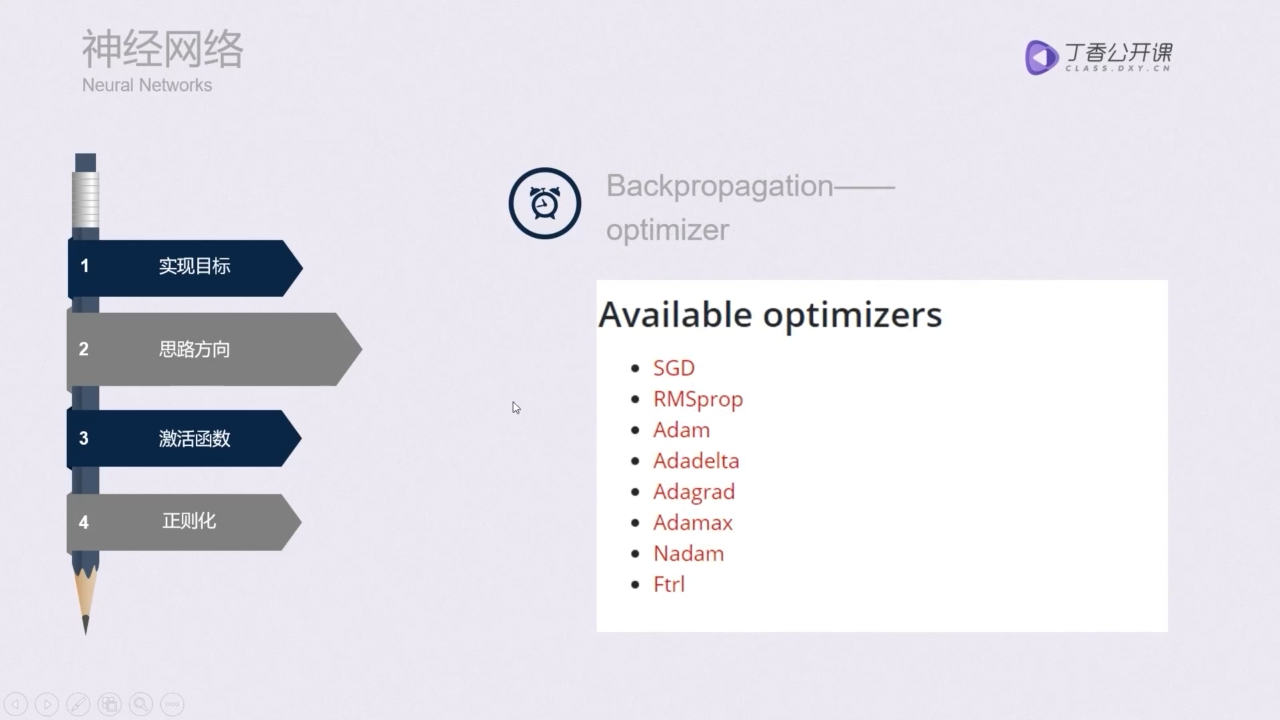 神经网络
Neural Networks
丁香公开课
CLASS.DXY.CN
Backpropagation——
optimizer
1 实现目标
2 思路方向
3 激活函数
4 正则化
Available optimizers
SGD
RMSprop
Adam
Adadelta
Adagrad
Adamax
Nadam
Ftrl